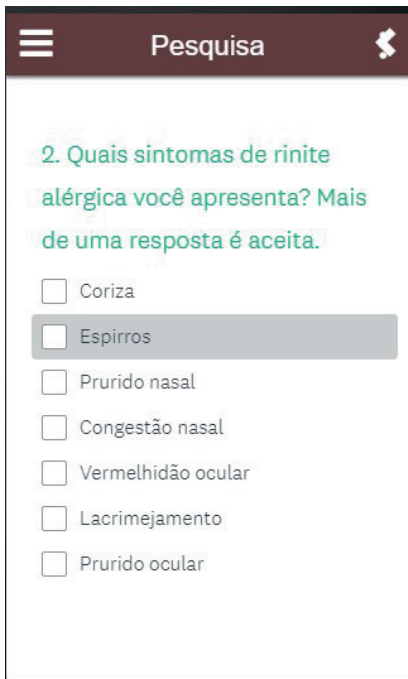 Pesquisa
2. Quais sintomas de rinite
alérgica você apresenta? Mais
de uma resposta é aceita.
Coriza
Espirros
Prurido nasal
Congestão nasal
Vermelhidão ocular
Lacrimejamento
Prurido ocular